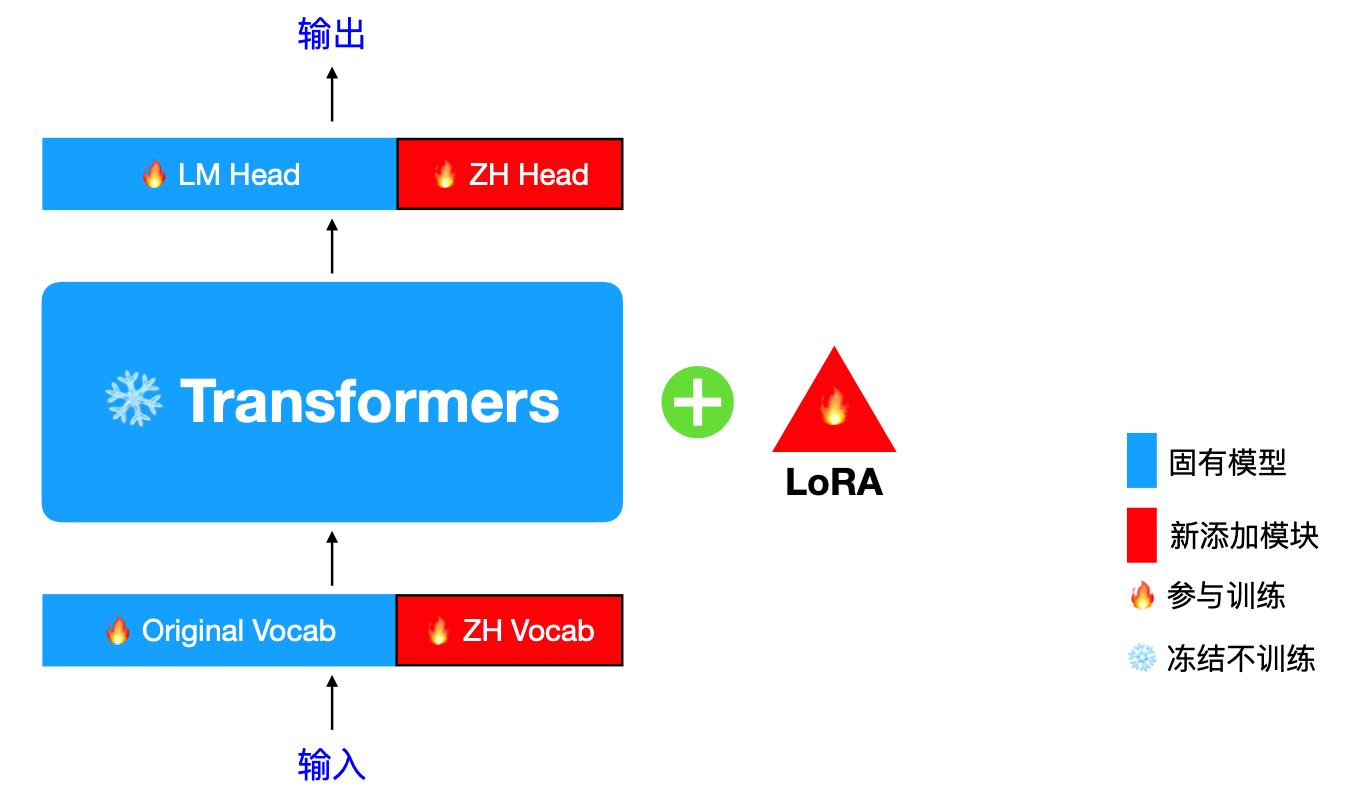 输出
LM Head
ZH Head
Transformers
LoRA
Original Vocab
ZH Vocab
输入
固有模型
新添加模块
参与训练
冻结不训练